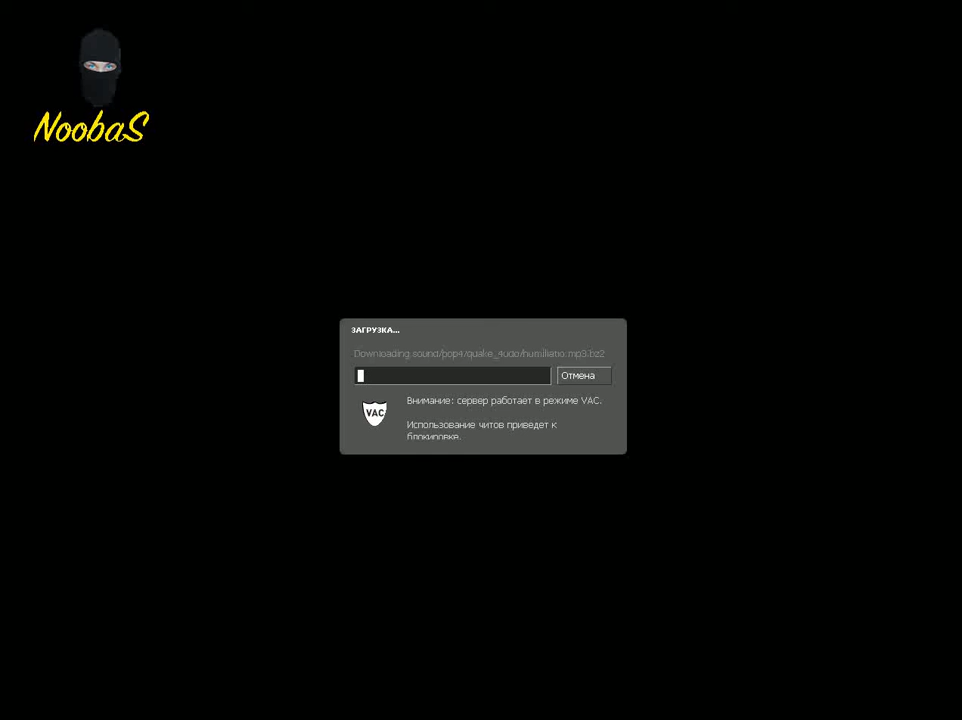 NoobaS
ЗАГРУЗКА...
Downloading sound/pop4/quake_4udo/humiliatio.mp3.bz2
Отмена
VAC
Внимание: сервер работает в режиме VAC.
Использование читов приведет к
блокировке.